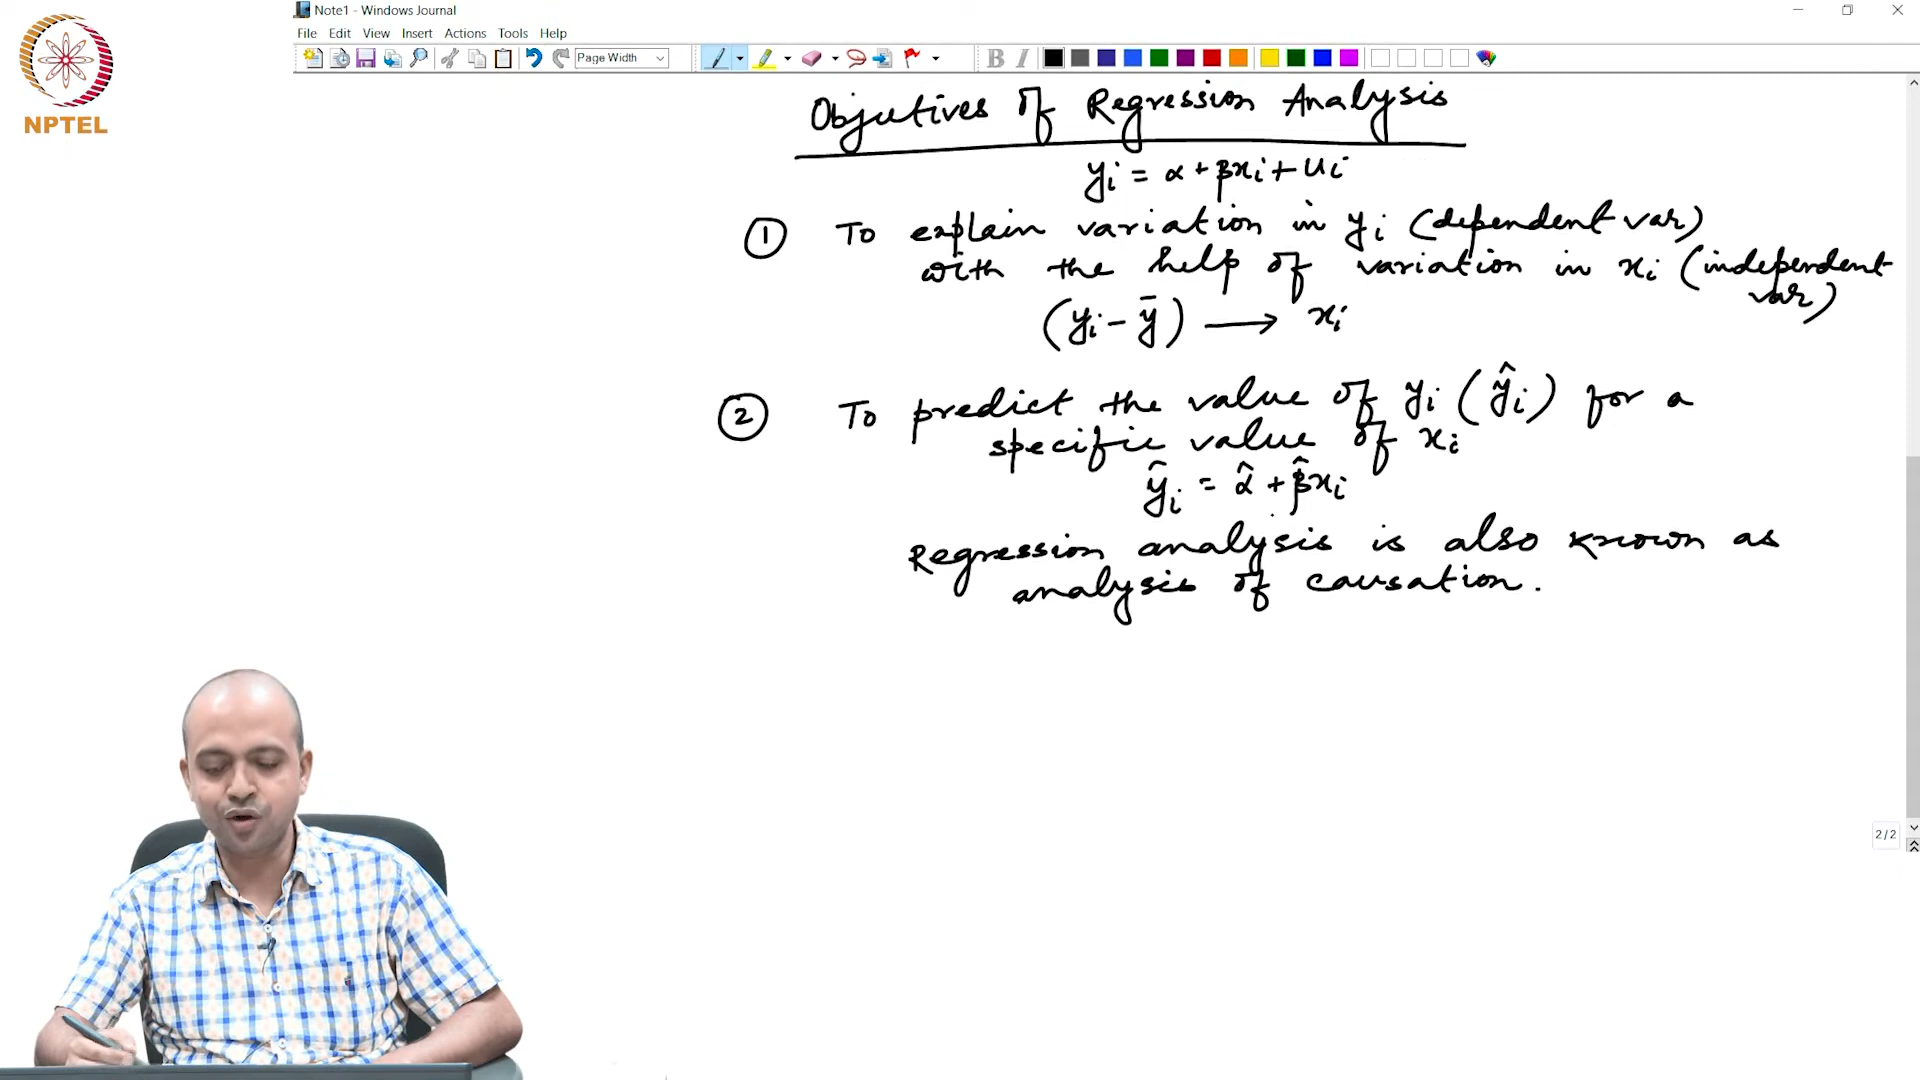 Note1 - Windows Journal
File Edit View Insert Actions Tools Help
Page Width
B I
NPTEL
Objectives of Regression Analysis
yi = α + βxi + ui
① To explain variation in yi (dependent var)
with the help of variation in xi (independent
var)
(yi - ȳ) → xi
② To predict the value of yi (ŷi) for a
specific value of xi
ŷi = α̂ + β̂xi
Regression analysis is also known as
analysis of causation.
2/2